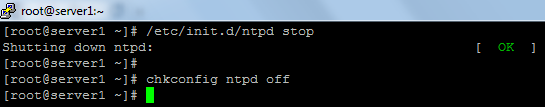 root@server1:~
[root@server1 ~]# /etc/init.d/ntpd stop
Shutting down ntpd: [ OK ]
[root@server1 ~]#
[root@server1 ~]# chkconfig ntpd off
[root@server1 ~]#